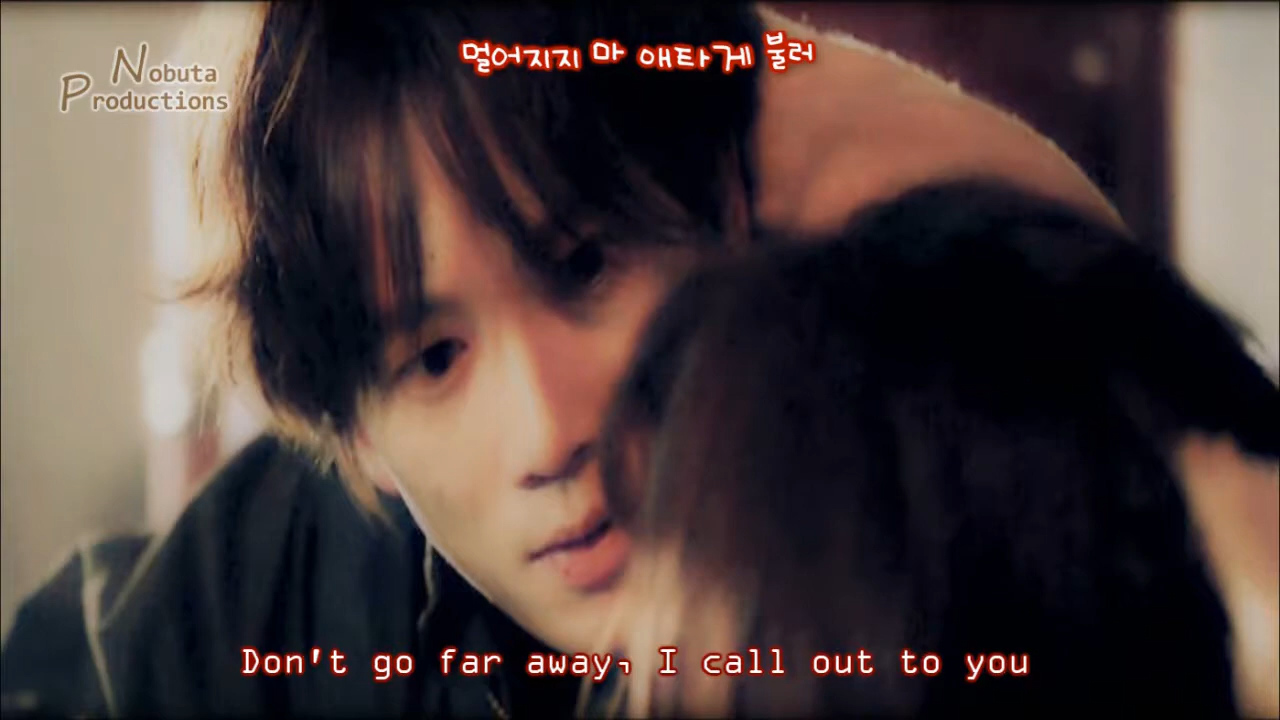 Nobuta
Productions
멀어지지 마 애타게 불러
Don't go far away, I call out to you